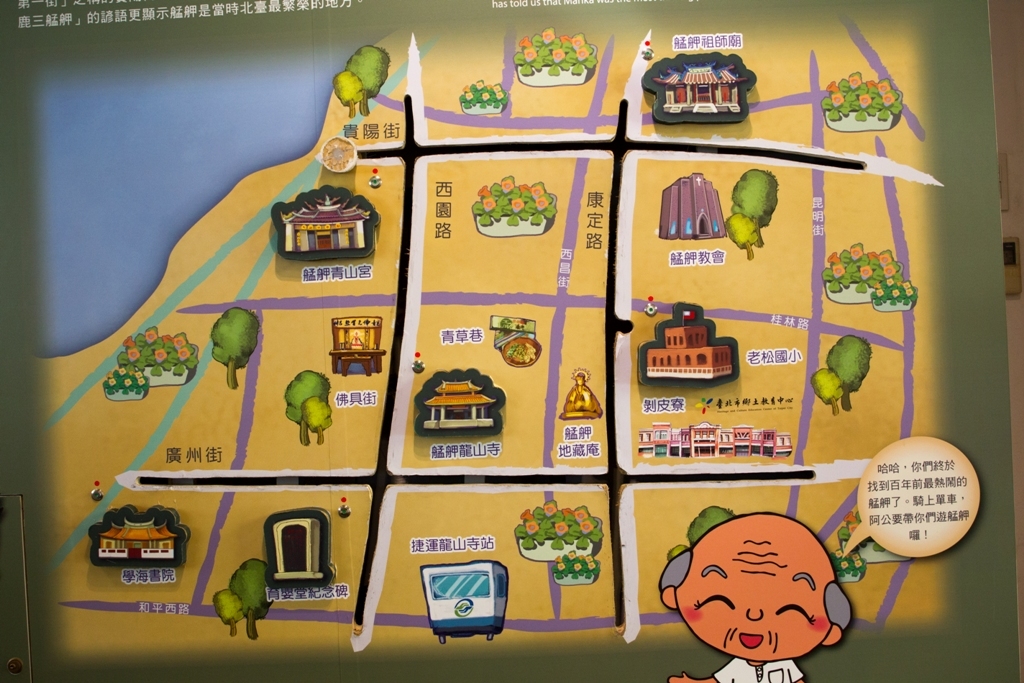 鹿三艋舺」的諺語更顯示艋舺是當時北臺最繁榮的地方。
has told us that Manka was the most
艋舺祖師廟
貴陽街
西園路
康定路
昆明街
艋舺教會
艋舺青山宮
西昌街
桂林路
青草巷
老松國小
佛具街
剝皮寮
臺北市鄉土教育中心
艋舺龍山寺
艋舺
地藏庵
廣州街
哈哈，你們終於
找到百年前最熱鬧的
艋舺了。騎上單車，
阿公要帶你們遊艋舺
囉！
捷運龍山寺站
學海書院
育嬰堂紀念碑
和平西路